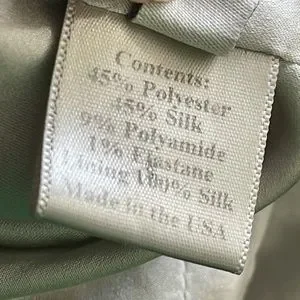 Contents:
45% Polyester
45% Silk
9% Polyamide
1% Elastane
Lining 100% Silk
Made in the USA